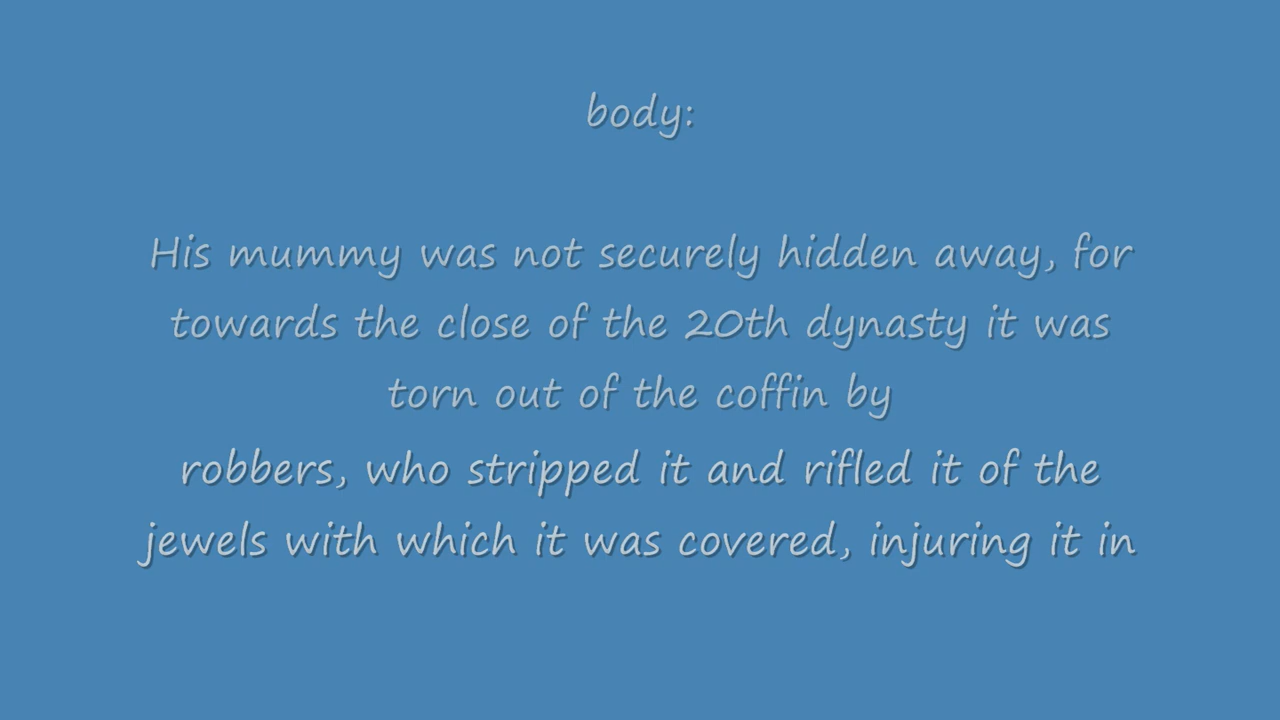 body:
His mummy was not securely hidden away, for
towards the close of the 20th dynasty it was
torn out of the coffin by
robbers, who stripped it and rifled it of the
jewels with which it was covered, injuring it in